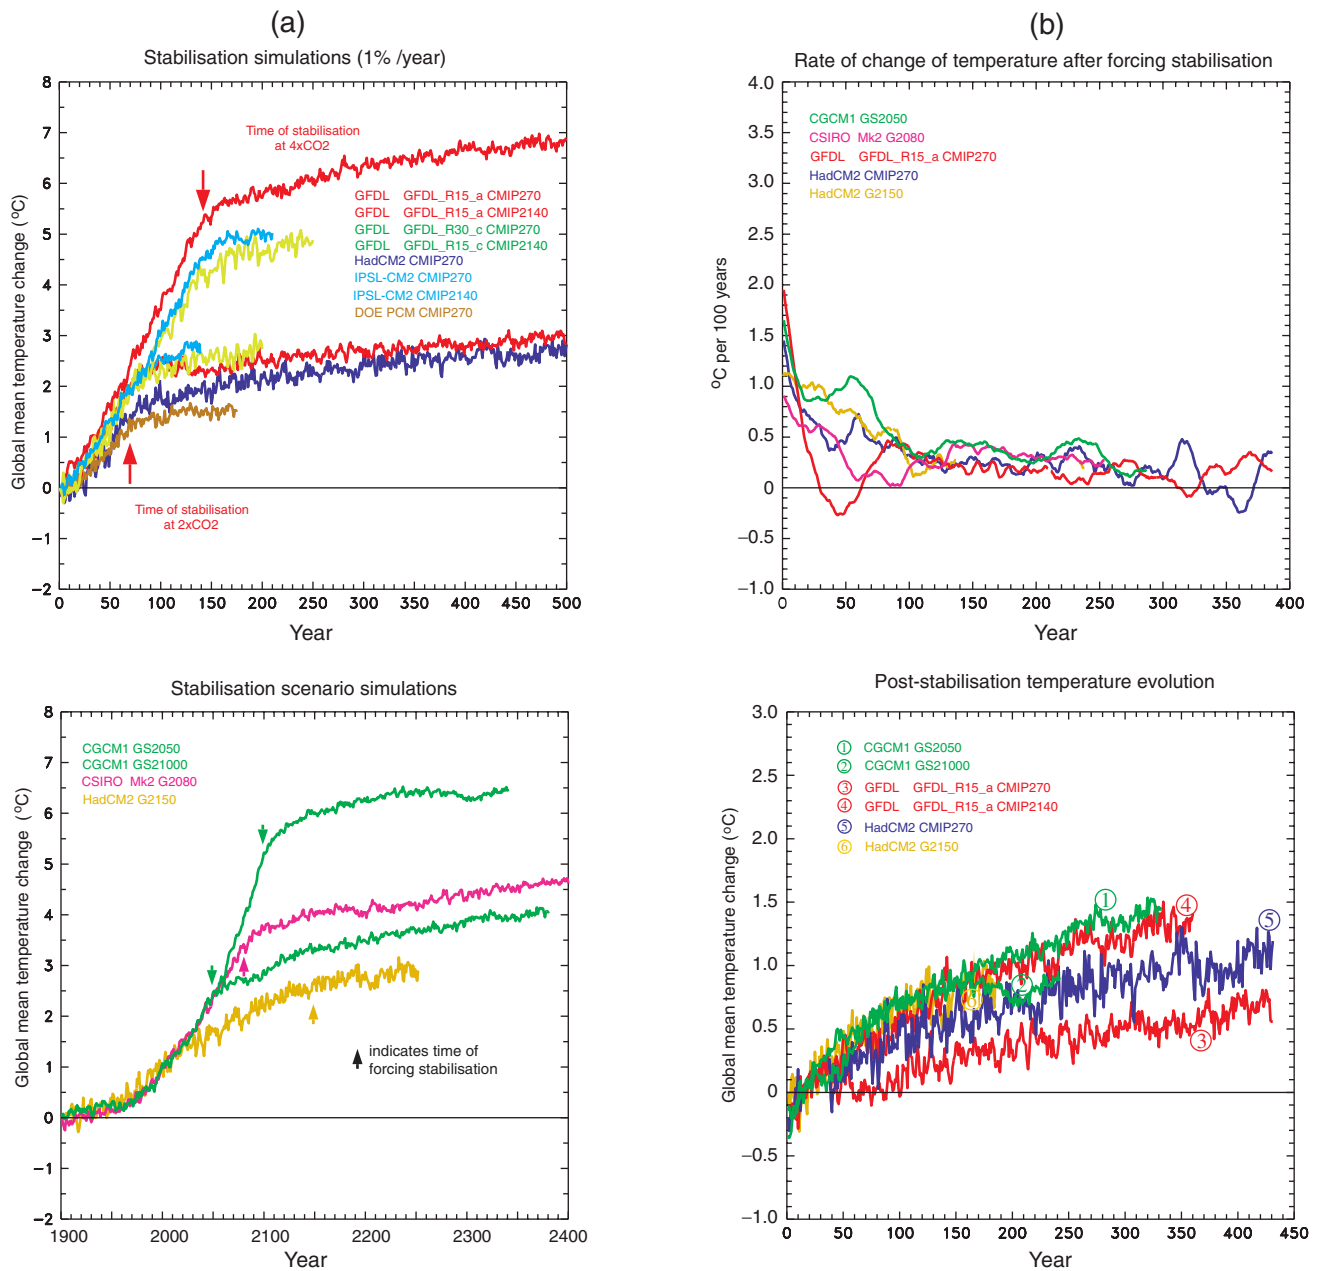 (a)
Stabilisation simulations (1% /year)
Global mean temperature change (°C)
8
7
6
5
4
3
2
1
0
−1
−2
Time of stabilisation
at 4xCO2
GFDL GFDL_R15_a CMIP270
GFDL GFDL_R15_a CMIP2140
GFDL GFDL_R30_c CMIP270
GFDL GFDL_R15_c CMIP2140
HadCM2 CMIP270
IPSL-CM2 CMIP270
IPSL-CM2 CMIP2140
DOE PCM CMIP270
Time of stabilisation
at 2xCO2
0 50 100 150 200 250 300 350 400 450 500
Year
(b)
Rate of change of temperature after forcing stabilisation
°C per 100 years
4.0
3.5
3.0
2.5
2.0
1.5
1.0
0.5
0
−0.5
−1.0
CGCM1 GS2050
CSIRO Mk2 G2080
GFDL GFDL_R15_a CMIP270
HadCM2 CMIP270
HadCM2 G2150
0 50 100 150 200 250 300 350 400
Year
Stabilisation scenario simulations
Global mean temperature change (°C)
8
7
6
5
4
3
2
1
0
−1
−2
CGCM1 GS2050
CGCM1 GS21000
CSIRO Mk2 G2080
HadCM2 G2150
indicates time of
forcing stabilisation
1900 2000 2100 2200 2300 2400
Year
Post-stabilisation temperature evolution
Global mean temperature change (°C)
3.0
2.5
2.0
1.5
1.0
0.5
0
−0.5
−1.0
① CGCM1 GS2050
② CGCM1 GS21000
③ GFDL GFDL_R15_a CMIP270
④ GFDL GFDL_R15_a CMIP2140
⑤ HadCM2 CMIP270
⑥ HadCM2 G2150
①
④
⑤
②
⑥
③
0 50 100 150 200 250 300 350 400 450
Year